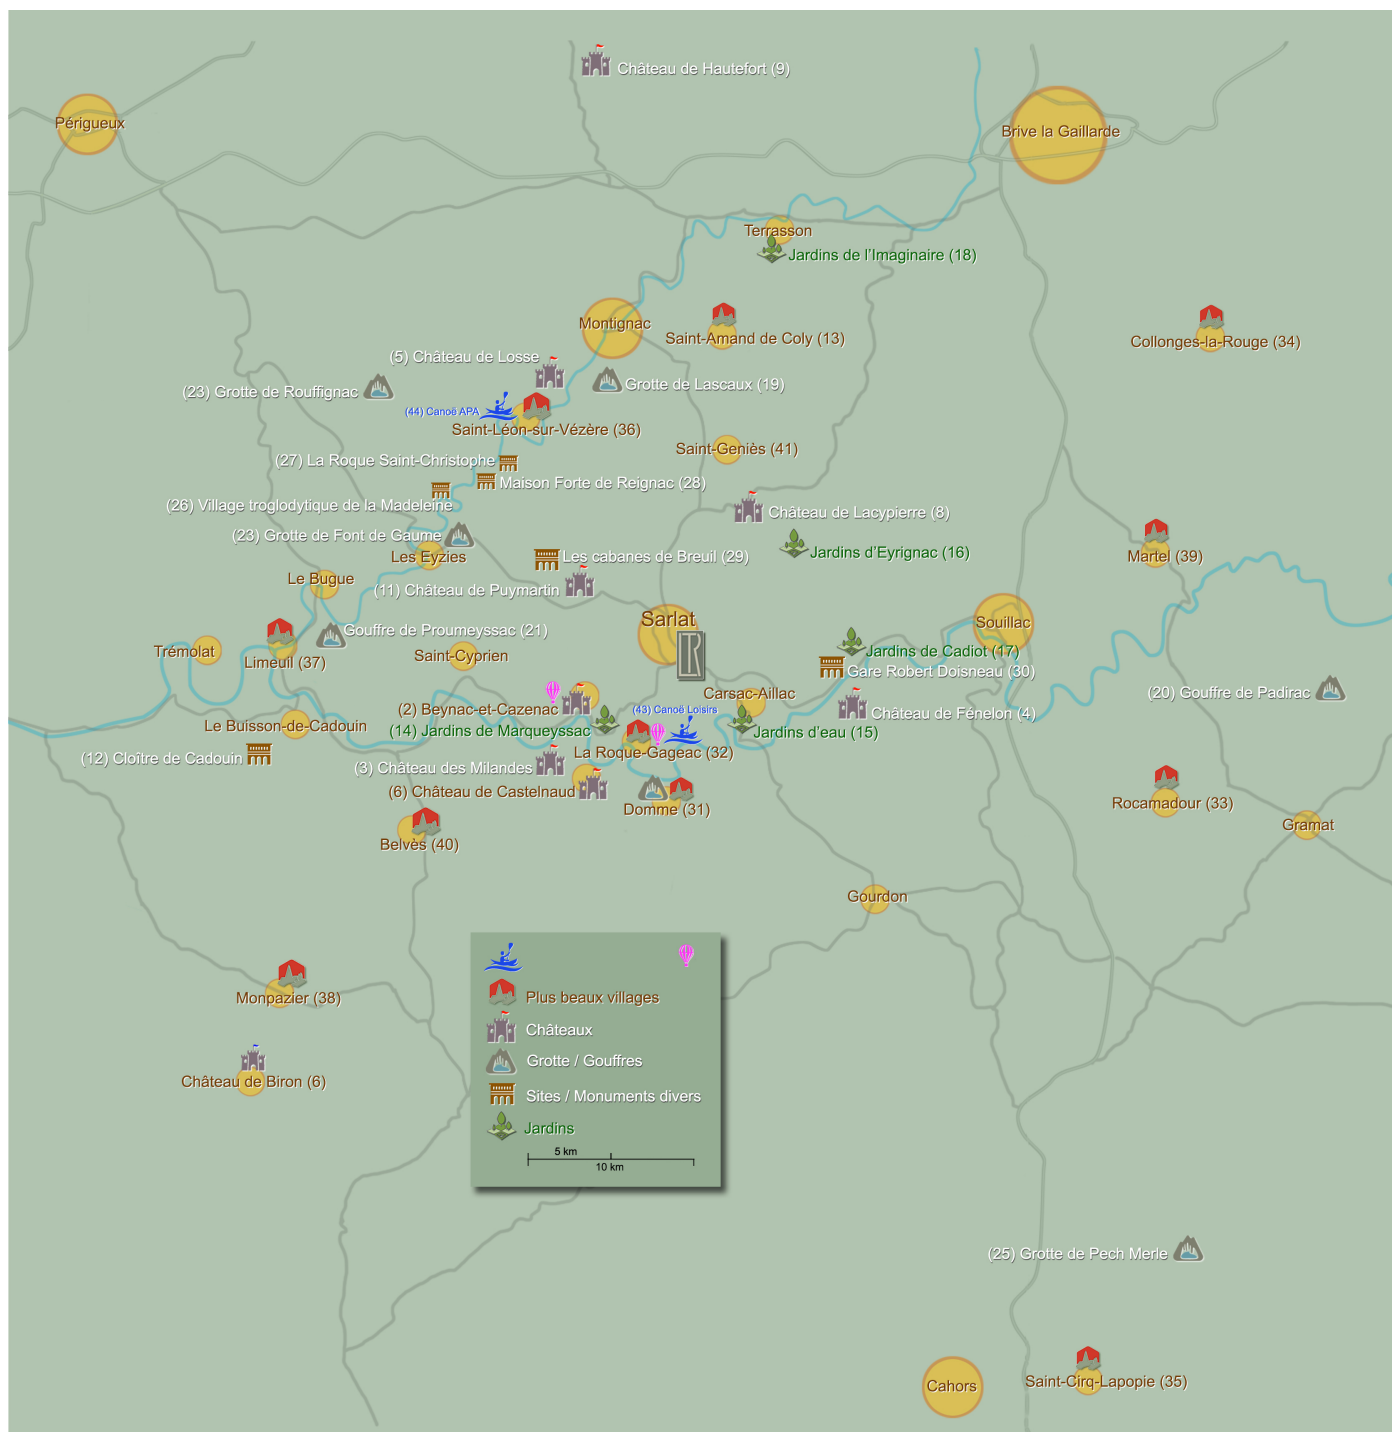 Château de Hautefort (9)
Périgueux
Brive la Gaillarde
Terrasson
Jardins de l'Imaginaire (18)
Montignac
Saint-Amand de Coly (13)
Collonges-la-Rouge (34)
(5) Château de Losse
Grotte de Lascaux (19)
(23) Grotte de Rouffignac
(44) Canoë APA
Saint-Léon-sur-Vézère (36)
Saint-Geniès (41)
(27) La Roque Saint-Christophe
Maison Forte de Reignac (28)
(26) Village troglodytique de la Madeleine
Château de Lacypierre (8)
(23) Grotte de Font de Gaume
Les Eyzies
Les cabanes de Breuil (29)
Jardins d'Eyrignac (16)
Martel (39)
Le Bugue
(11) Château de Puymartin
Sarlat
Souillac
Gouffre de Proumeyssac (21)
Trémolat
Limeuil (37)
Saint-Cyprien
Jardins de Cadiot (17)
Gare Robert Doisneau (30)
Carsac-Aillac
(20) Gouffre de Padirac
(2) Beynac-et-Cazenac
(43) Canoë Loisirs
Château de Fénelon (4)
Le Buisson-de-Cadouin
(14) Jardins de Marqueyssac
Jardins d'eau (15)
La Roque-Gageac (32)
(12) Cloître de Cadouin
(3) Château des Milandes
(6) Château de Castelnaud
Domme (31)
Rocamadour (33)
Gramat
Belvès (40)
Gourdon
Monpazier (38)
Château de Biron (6)
Plus beaux villages
Châteaux
Grotte / Gouffres
Sites / Monuments divers
Jardins
5 km
10 km
(25) Grotte de Pech Merle
Cahors
Saint-Cirq-Lapopie (35)